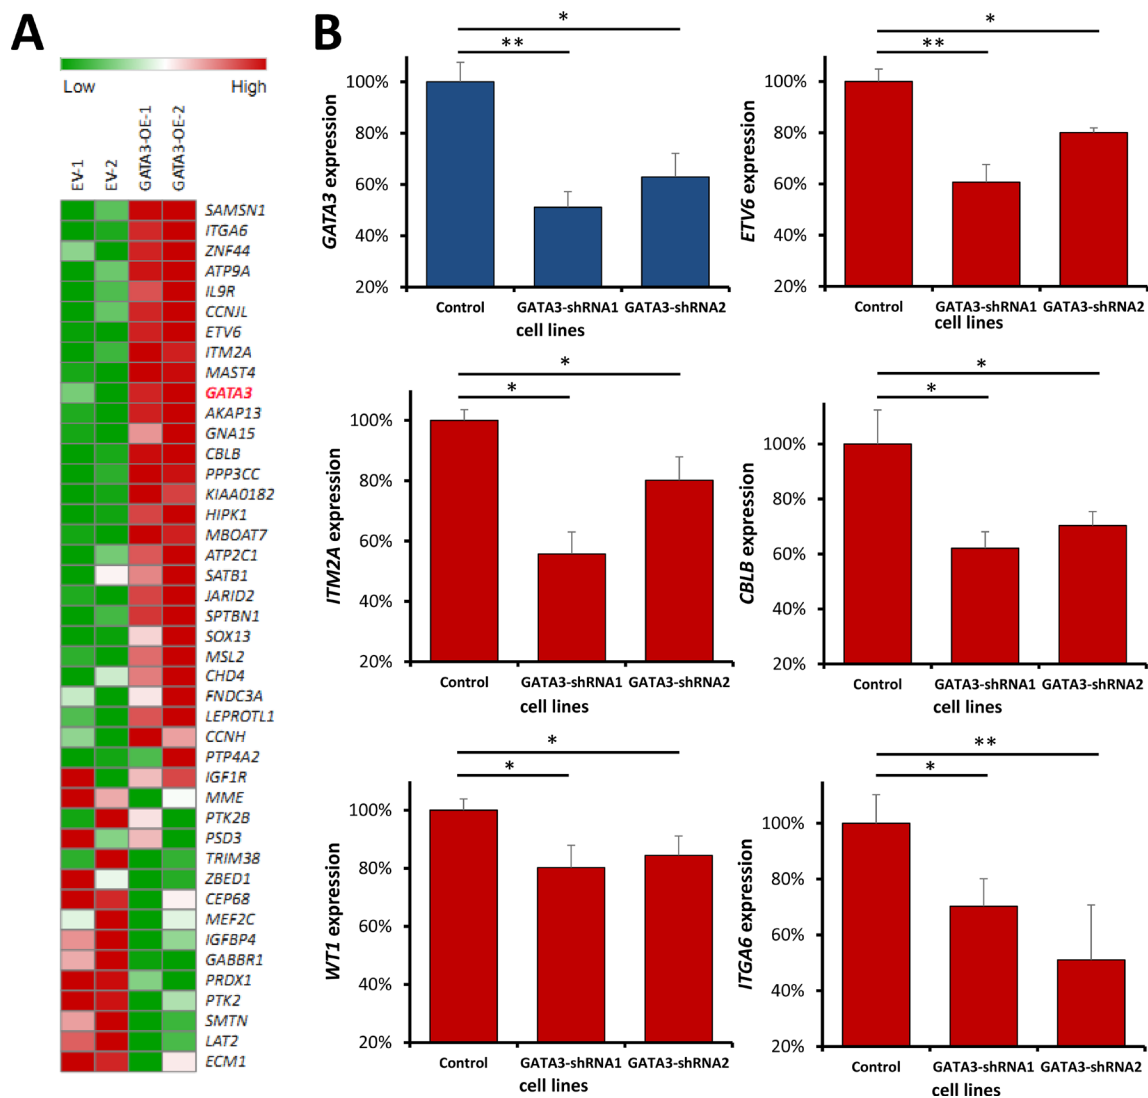 A
Low High
EV-1
EV-2
GATA3-OE-1
GATA3-OE-2
SAMSN1
ITGA6
ZNF44
ATP9A
IL9R
CCNJL
ETV6
ITM2A
MAST4
GATA3
AKAP13
GNA15
CBLB
PPP3CC
KIAA0182
HIPK1
MBOAT7
ATP2C1
SATB1
JARID2
SPTBN1
SOX13
MSL2
CHD4
FNDC3A
LEPROTL1
CCNH
PTP4A2
IGF1R
MME
PTK2B
PSD3
TRIM38
ZBED1
CEP68
MEF2C
IGFBP4
GABBR1
PRDX1
PTK2
SMTN
LAT2
ECM1
B
*
**
GATA3 expression
100%
80%
60%
40%
20%
Control GATA3-shRNA1 GATA3-shRNA2
cell lines
*
**
ETV6 expression
100%
80%
60%
40%
20%
Control GATA3-shRNA1 GATA3-shRNA2
cell lines
*
*
ITM2A expression
100%
80%
60%
40%
20%
Control GATA3-shRNA1 GATA3-shRNA2
cell lines
*
*
CBLB expression
100%
80%
60%
40%
20%
Control GATA3-shRNA1 GATA3-shRNA2
cell lines
*
*
WT1 expression
100%
80%
60%
40%
20%
Control GATA3-shRNA1 GATA3-shRNA2
cell lines
**
*
ITGA6 expression
100%
80%
60%
40%
20%
Control GATA3-shRNA1 GATA3-shRNA2
cell lines